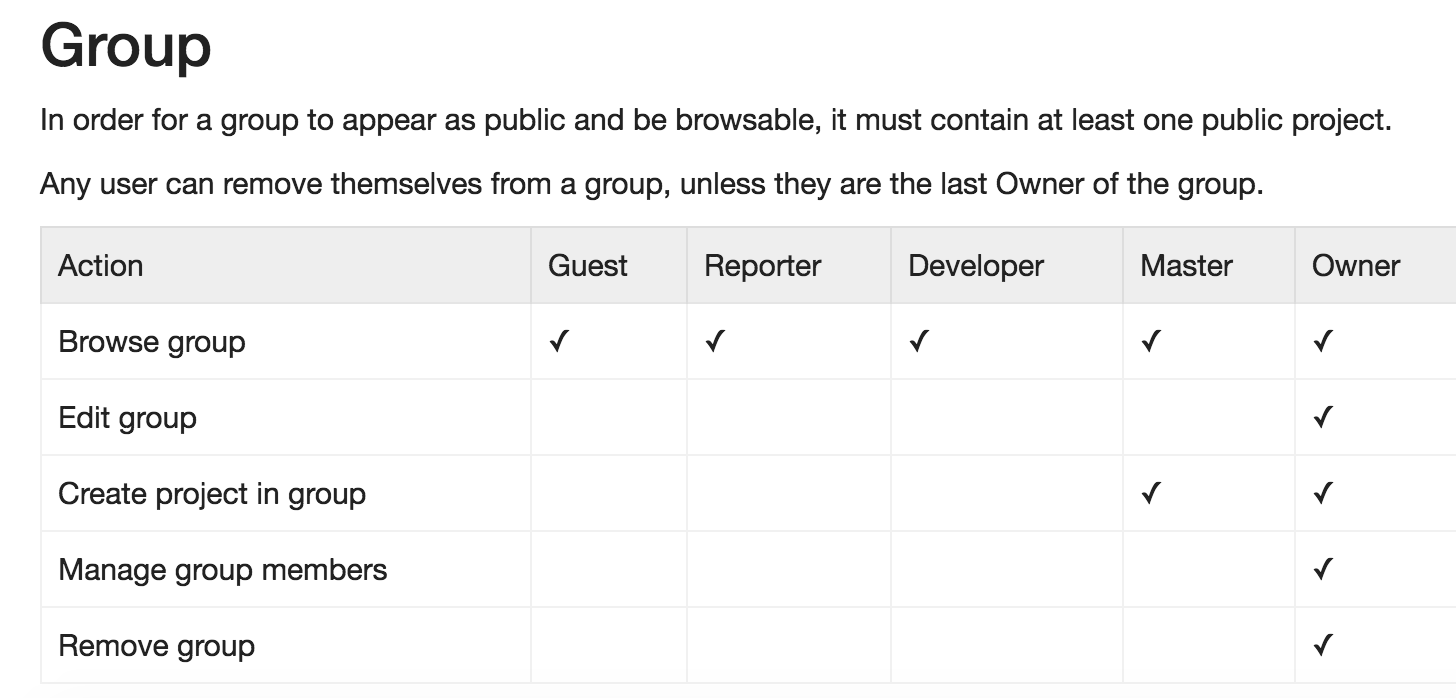 Group
In order for a group to appear as public and be browsable, it must contain at least one public project.
Any user can remove themselves from a group, unless they are the last Owner of the group.
Action Guest Reporter Developer Master Owner
Browse group ✓ ✓ ✓ ✓ ✓
Edit group ✓
Create project in group ✓ ✓
Manage group members ✓
Remove group ✓